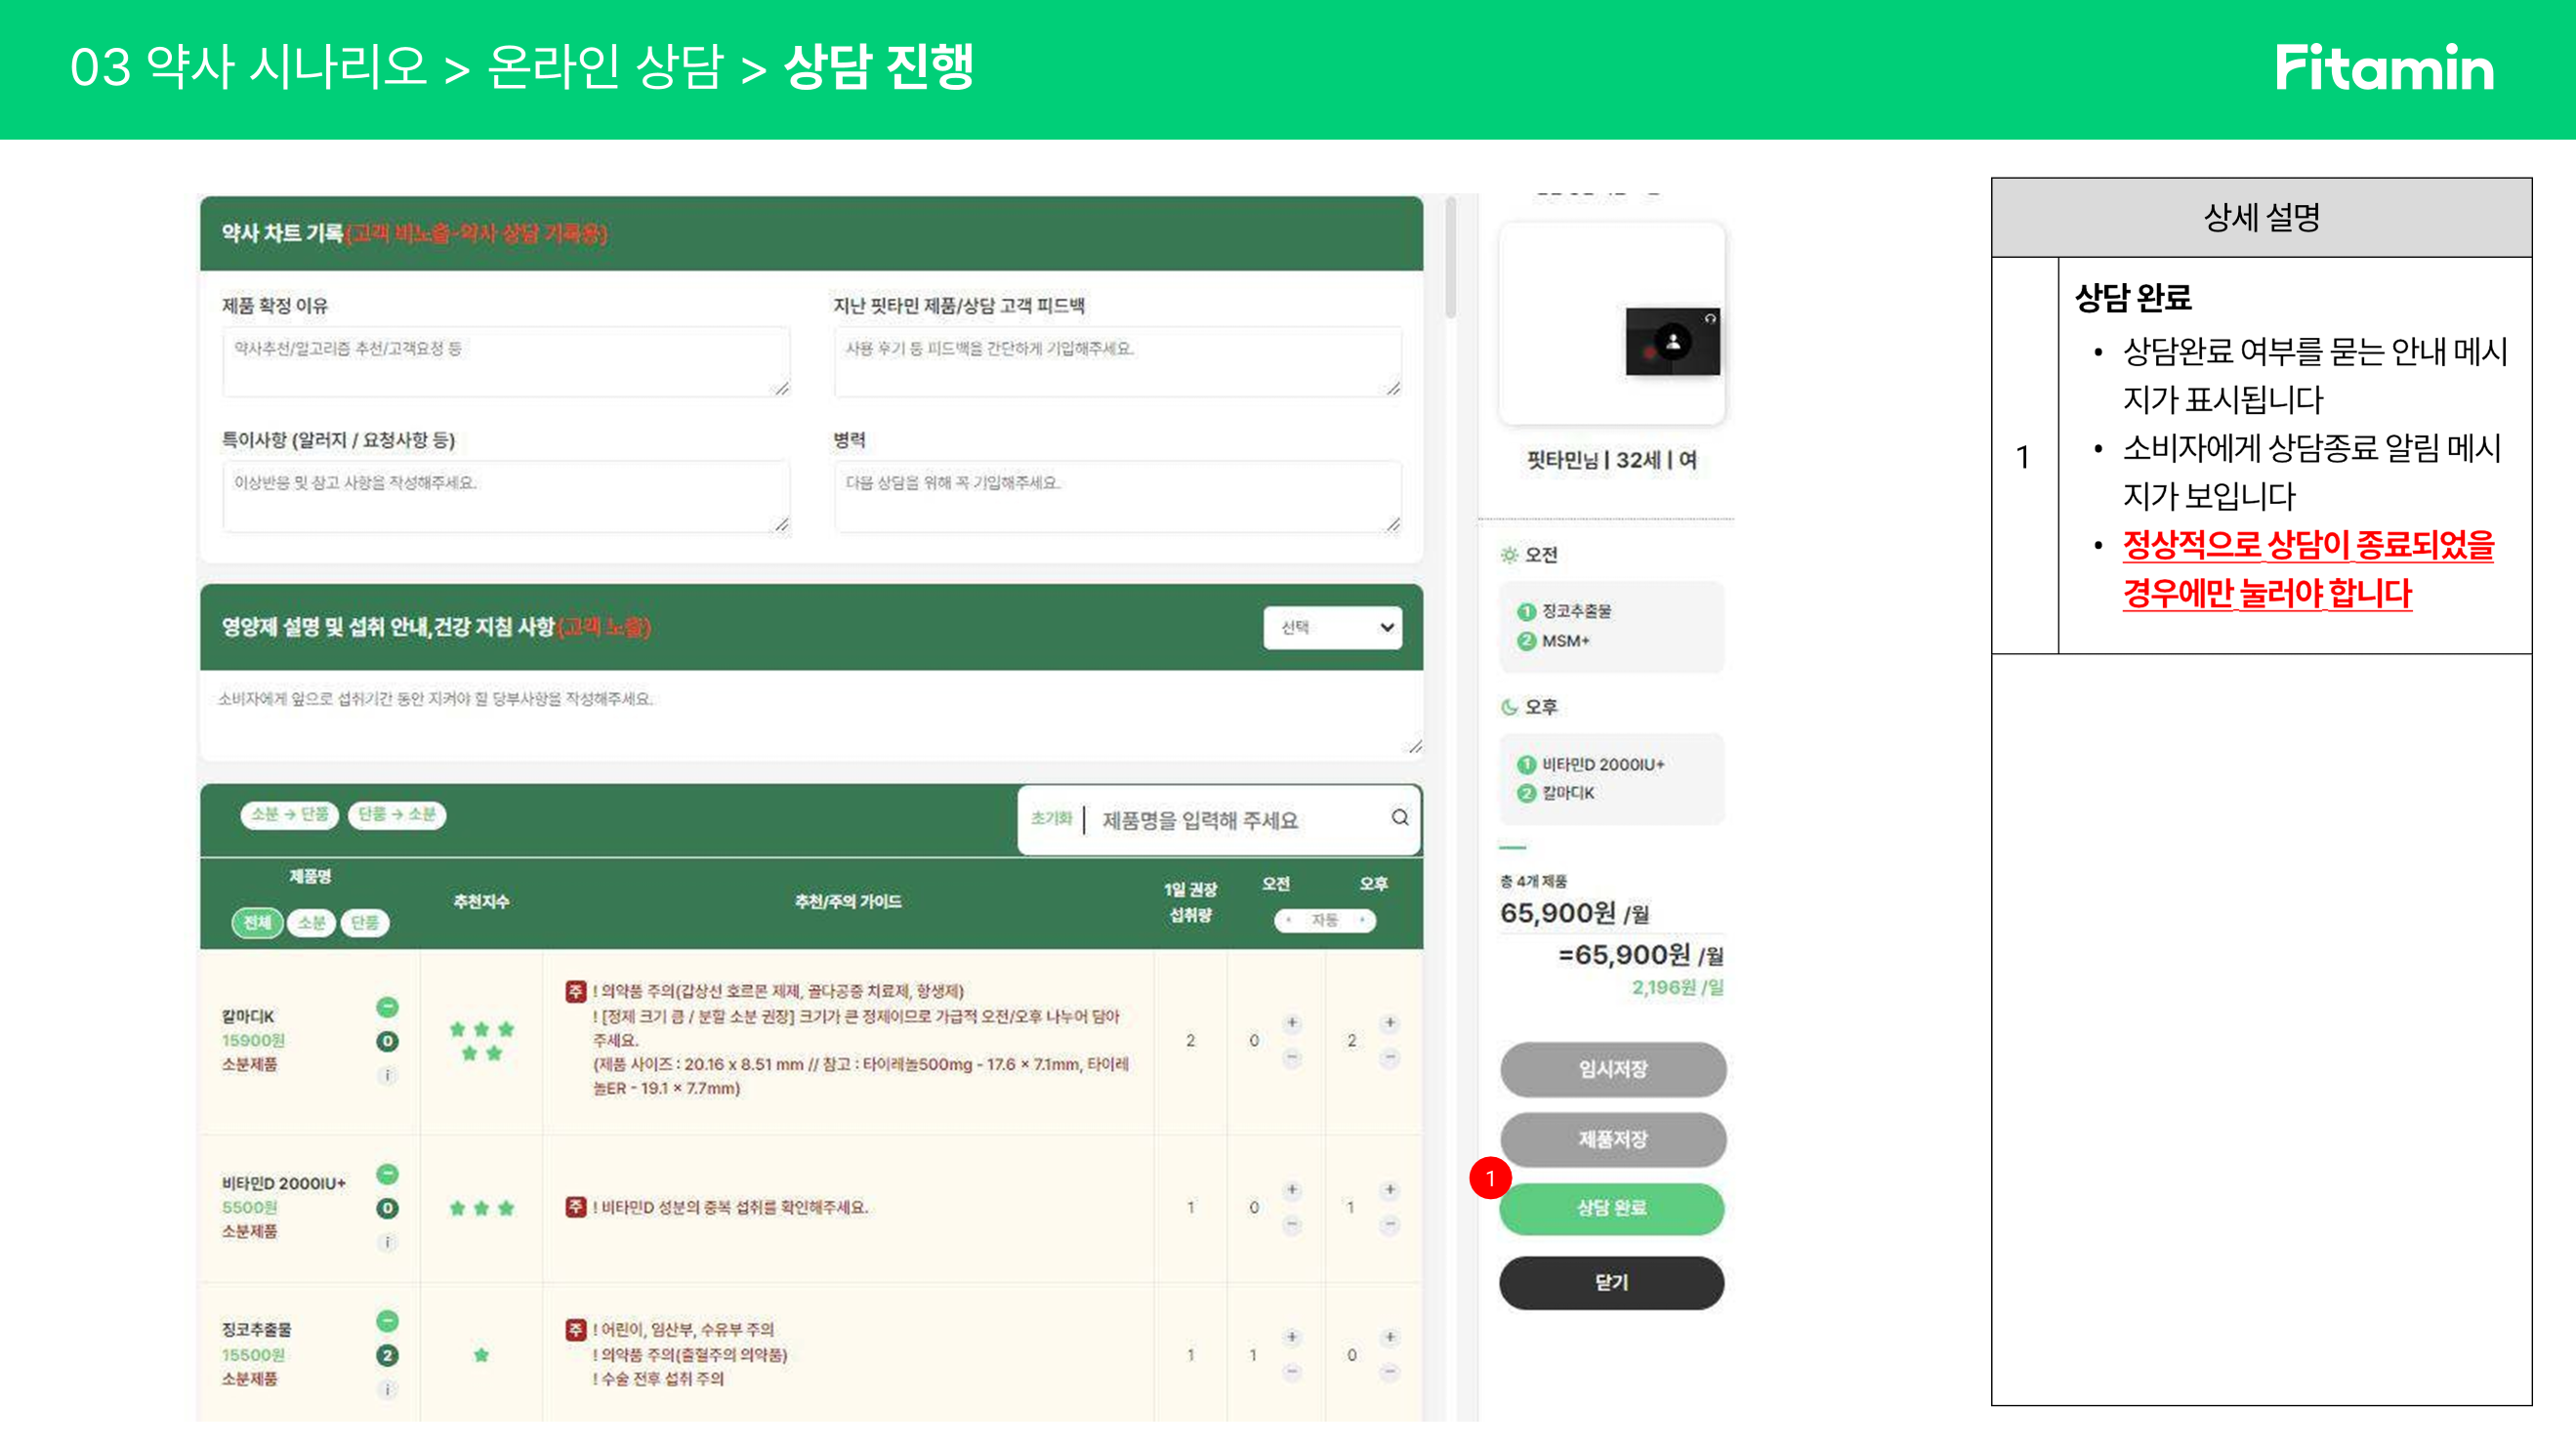 03 약사 시나리오 > 온라인 상담 > 상담 진행
Fitamin
약사 차트 기록(고객 비노출-약사 상담 기록용)
제품 확정 이유
지난 핏타민 제품/상담 고객 피드백
약사추천/알고리즘 추천/고객요청 등
사용 후기 등 피드백을 간단하게 기입해주세요.
특이사항 (알러지 / 요청사항 등)
병력
이상반응 및 참고 사항을 작성해주세요.
다음 상담을 위해 꼭 기입해주세요.
영양제 설명 및 섭취 안내,건강 지침 사항(고객 노출)
선택
소비자에게 앞으로 섭취기간 동안 지켜야 할 당부사항을 작성해주세요.
소분 → 단품
단품 → 소분
초기화 | 제품명을 입력해 주세요
제품명
전체 소분 단품
추천지수
추천/주의 가이드
1일 권장
섭취량
오전
오후
자동
칼마디K
15900원
소분제품
0
i
주 ! 의약품 주의(갑상선 호르몬 제제, 골다공증 치료제, 항생제)
! [정제 크기 큼 / 분할 소분 권장] 크기가 큰 정제이므로 가급적 오전/오후 나누어 담아
주세요.
(제품 사이즈 : 20.16 x 8.51 mm // 참고 : 타이레놀500mg - 17.6 × 7.1mm, 타이레
놀ER - 19.1 × 7.7mm)
2
0
+
−
2
+
−
비타민D 2000IU+
5500원
소분제품
0
i
주 ! 비타민D 성분의 중복 섭취를 확인해주세요.
1
0
+
−
1
+
−
징코추출물
15500원
소분제품
2
i
주 ! 어린이, 임산부, 수유부 주의
! 의약품 주의(출혈주의 의약품)
! 수술 전후 섭취 주의
1
1
+
−
0
+
−
핏타민님 | 32세 | 여
오전
1 징코추출물
2 MSM+
오후
1 비타민D 2000IU+
2 칼마디K
총 4개 제품
65,900원 /월
=65,900원 /월
2,196원 /일
임시저장
제품저장
1
상담 완료
닫기
상세 설명
1
상담 완료
• 상담완료 여부를 묻는 안내 메시
지가 표시됩니다
• 소비자에게 상담종료 알림 메시
지가 보입니다
• 정상적으로 상담이 종료되었을
경우에만 눌러야 합니다